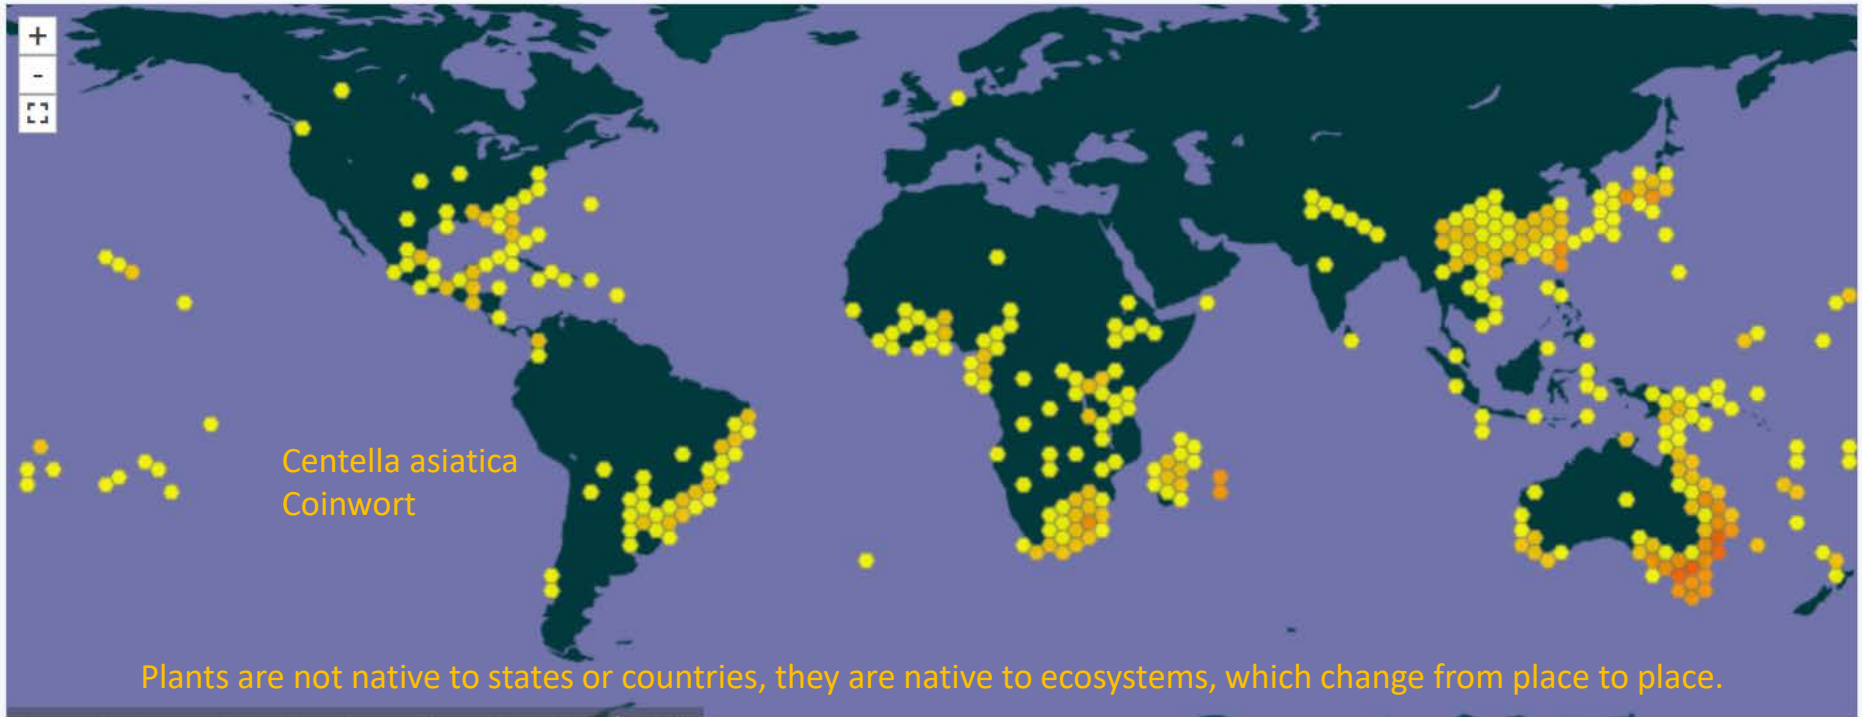 +
-
Centella asiatica
Coinwort
Plants are not native to states or countries, they are native to ecosystems, which change from place to place.